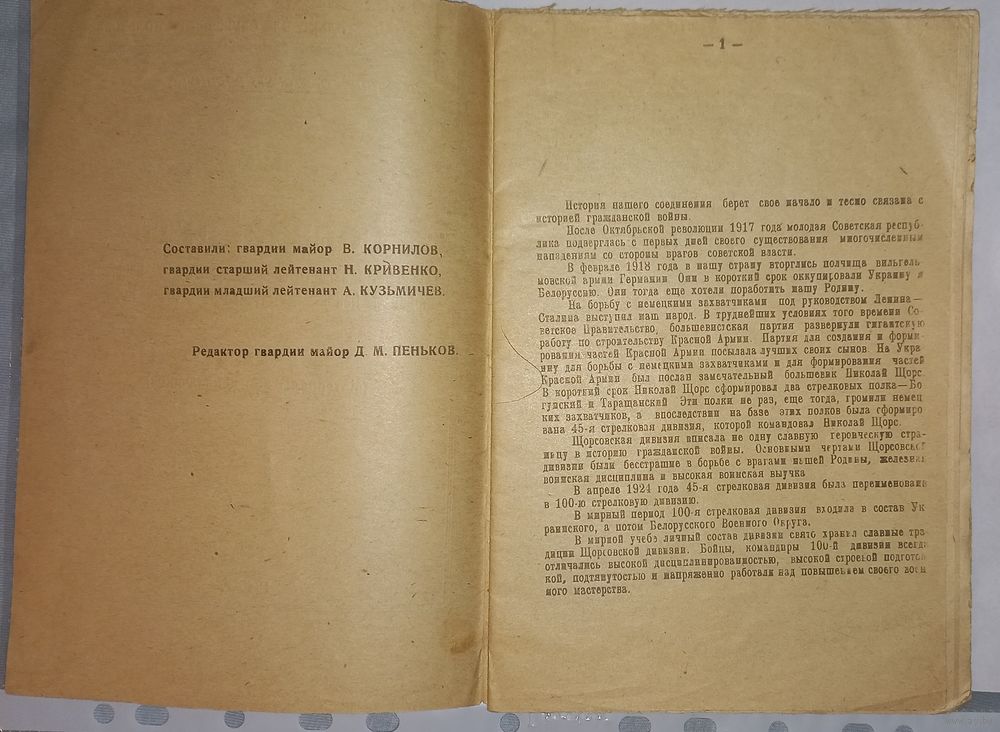 Составили: гвардии майор В. КОРНИЛОВ,
гвардии старший лейтенант Н. КРИВЕНКО,
гвардии младший лейтенант А. КУЗЬМИЧЕВ.
Редактор гвардии майор Д. М. ПЕНЬКОВ.
— 1 —
История нашего соединения берет свое начало и тесно связана с
историей гражданской войны.
После Октябрьской революции 1917 года молодая Советская респуб-
лика подверглась с первых дней своего существования многочисленным
нападениям со стороны врагов советской власти.
В феврале 1918 года в нашу страну вторглись полчища вильгель-
мовской армии Германии. Они в короткий срок оккупировали Украину и
Белоруссию. Они тогда еще хотели поработить нашу Родину.
На борьбу с немецкими захватчиками под руководством Ленина—
Сталина выступил наш народ. В труднейших условиях того времени Со-
ветское Правительство, большевистская партия развернули гигантскую
работу по строительству Красной Армии. Партия для создания и форми-
рования частей Красной Армии посылала лучших своих сынов. На Укра
ину для борьбы с немецкими захватчиками и для формирования частей
Красной Армии был послан замечательный большевик Николай Щорс.
В короткий срок Николай Щорс сформировал два стрелковых полка—Бо
гунский и Таращанский Эти полки не раз, еще тогда, громили немец
ких захватчиков, а впоследствии на базе этих полков была сформиро
вана 45-я стрелковая дивизия, которой командовал Николай Щорс.
Щорсовская дивизия вписала не одну славную героическую стра-
ницу в историю гражданской войны. Основными чертами Щорсовской
дивизии были бесстрашие в борьбе с врагами нашей Родины, железная
воинская дисциплина и высокая воинская выучка
В апреле 1924 года 45-я стрелковая дивизия была переименована
в 100-ю стрелковую дивизию.
В мирный период 100-я стрелковая дивизия входила в состав Ук
раинского, а потом Белорусского Военного Округа.
В мирной учебе личный состав дивизии свято хранил славные тра-
диции Щорсовской дивизии. Бойцы, командиры 100-й дивизии всегда
отличались высокой дисциплинированностью, высокой строевой подготов
кой, подтянутостью и напряженно работали над повышением своего воен
ного мастерства.